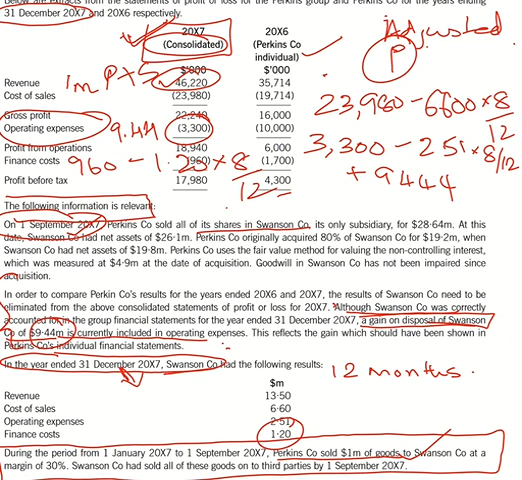 Below are extracts from the statements of profit or loss for the Perkins group and Perkins Co for the years ending
31 December 20X7 and 20X6 respectively.
Adjusted
P
20X7 20X6
(Consolidated) (Perkins Co
individual)
$'000 $'000
1m P+S
Revenue 46,220 35,714
Cost of sales (23,980) (19,714)
23,980 - 6600 × 8/12
Gross profit 22,240 16,000
Operating expenses (3,300) (10,000)
9.44
3,300 - 251 × 8/12
+ 9444
Profit from operations 18,940 6,000
Finance costs (960) (1,700)
960 - 1.20 × 8/12
Profit before tax 17,980 4,300
The following information is relevant:
On 1 September 20X7, Perkins Co sold all of its shares in Swanson Co, its only subsidiary, for $28·64m. At this
date, Swanson Co had net assets of $26·1m. Perkins Co originally acquired 80% of Swanson Co for $19·2m, when
Swanson Co had net assets of $19·8m. Perkins Co uses the fair value method for valuing the non-controlling interest,
which was measured at $4·9m at the date of acquisition. Goodwill in Swanson Co has not been impaired since
acquisition.
In order to compare Perkin Co's results for the years ended 20X6 and 20X7, the results of Swanson Co need to be
eliminated from the above consolidated statements of profit or loss for 20X7. Although Swanson Co was correctly
accounted for in the group financial statements for the year ended 31 December 20X7, a gain on disposal of Swanson
Co of $9·44m is currently included in operating expenses. This reflects the gain which should have been shown in
Perkins Co's individual financial statements.
In the year ended 31 December 20X7, Swanson Co had the following results:
12 months.
$m
Revenue 13·50
Cost of sales 6·60
Operating expenses 2·51
Finance costs 1·20
During the period from 1 January 20X7 to 1 September 20X7, Perkins Co sold $1m of goods to Swanson Co at a
margin of 30%. Swanson Co had sold all of these goods on to third parties by 1 September 20X7.